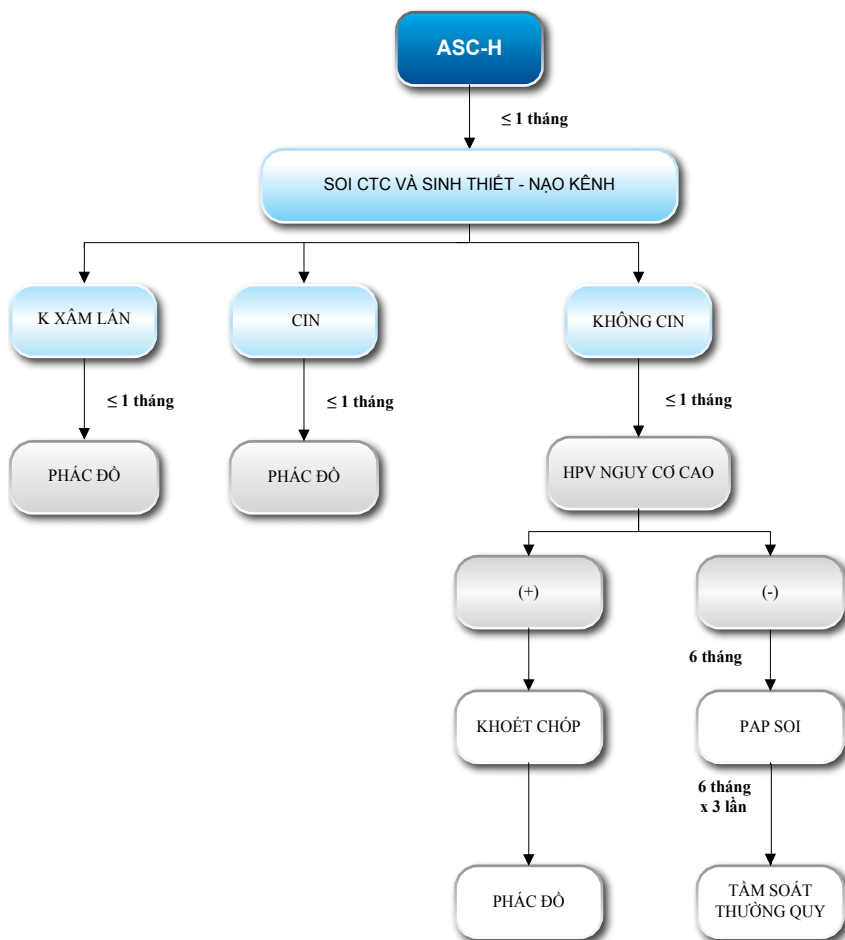 ASC-H
≤ 1 tháng
SOI CTC VÀ SINH THIẾT - NẠO KÊNH
K XÂM LẤN
CIN
KHÔNG CIN
≤ 1 tháng
≤ 1 tháng
≤ 1 tháng
PHÁC ĐỒ
PHÁC ĐỒ
HPV NGUY CƠ CAO
(+)
(-)
6 tháng
KHOÉT CHÓP
PAP SOI
6 tháng
x 3 lần
PHÁC ĐỒ
TẦM SOÁT
THƯỜNG QUY